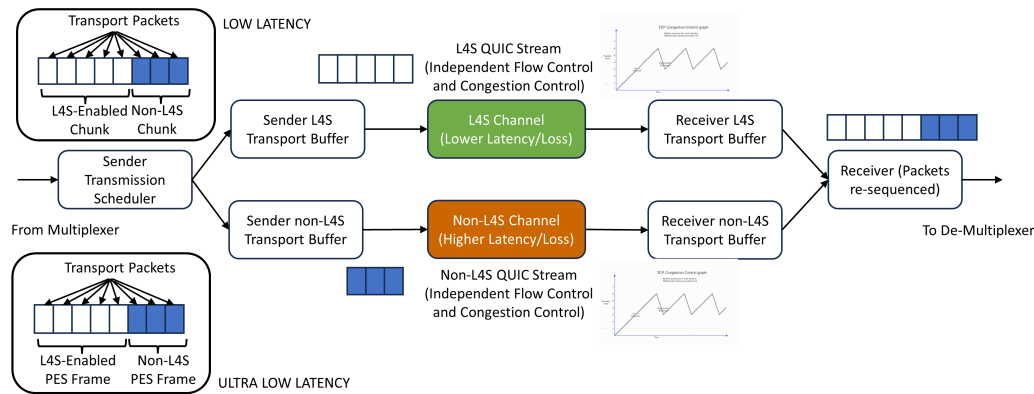 Transport Packets
LOW LATENCY
L4S-Enabled
Chunk
Non-L4S
Chunk
L4S QUIC Stream
(Independent Flow Control
and Congestion Control)
TCP Congestion Control graph
Sender L4S
Transport Buffer
L4S Channel
(Lower Latency/Loss)
Receiver L4S
Transport Buffer
Sender
Transmission
Scheduler
Receiver (Packets
re-sequenced)
From Multiplexer
To De-Multiplexer
Sender non-L4S
Transport Buffer
Non-L4S Channel
(Higher Latency/Loss)
Receiver non-L4S
Transport Buffer
Transport Packets
Non-L4S QUIC Stream
(Independent Flow Control
and Congestion Control)
TCP Congestion Control graph
L4S-Enabled
PES Frame
Non-L4S
PES Frame
ULTRA LOW LATENCY